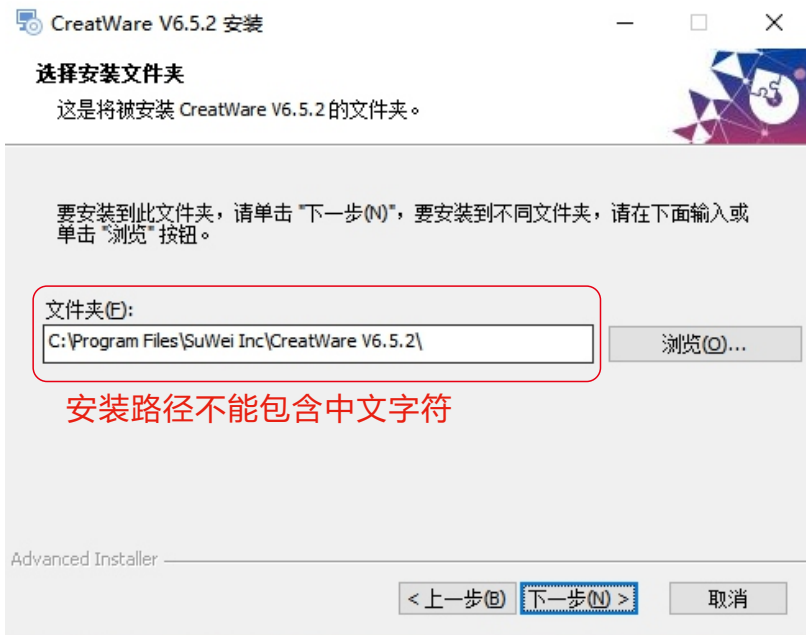 CreatWare V6.5.2 安装
选择安装文件夹
这是将被安装 CreatWare V6.5.2 的文件夹。
要安装到此文件夹，请单击 "下一步(N)"，要安装到不同文件夹，请在下面输入或
单击 "浏览" 按钮。
文件夹(F):
C:\Program Files\SuWei Inc\CreatWare V6.5.2\
浏览(O)...
安装路径不能包含中文字符
Advanced Installer
< 上一步(B)
下一步(N) >
取消